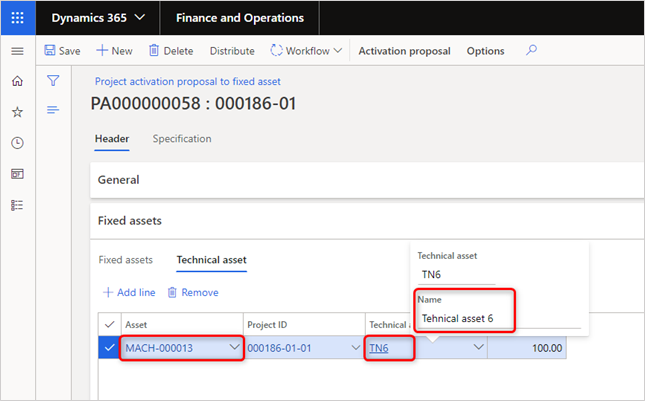 Dynamics 365 Finance and Operations
Save New Delete Distribute Workflow Activation proposal Options
Project activation proposal to fixed asset
PA000000058 : 000186-01
Header Specification
General
Fixed assets
Fixed assets Technical asset
Technical asset
TN6
Name
Tehnical asset 6
Add line Remove
Asset Project ID Technical a
MACH-000013 000186-01-01 TN6 100.00